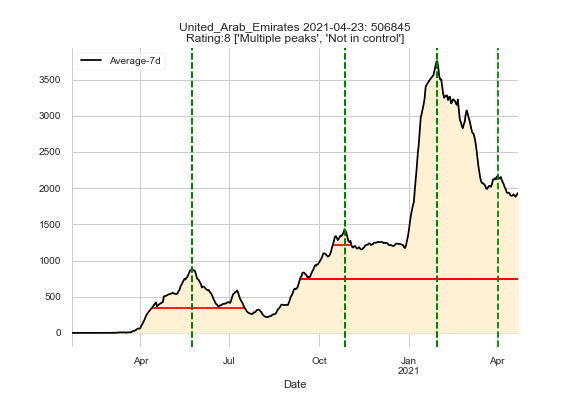 United_Arab_Emirates 2021-04-23: 506845
Rating:8 ['Multiple peaks', 'Not in control']
Average-7d
3500
3000
2500
2000
1500
1000
500
0
Apr
Jul
Oct
Jan
2021
Apr
Date